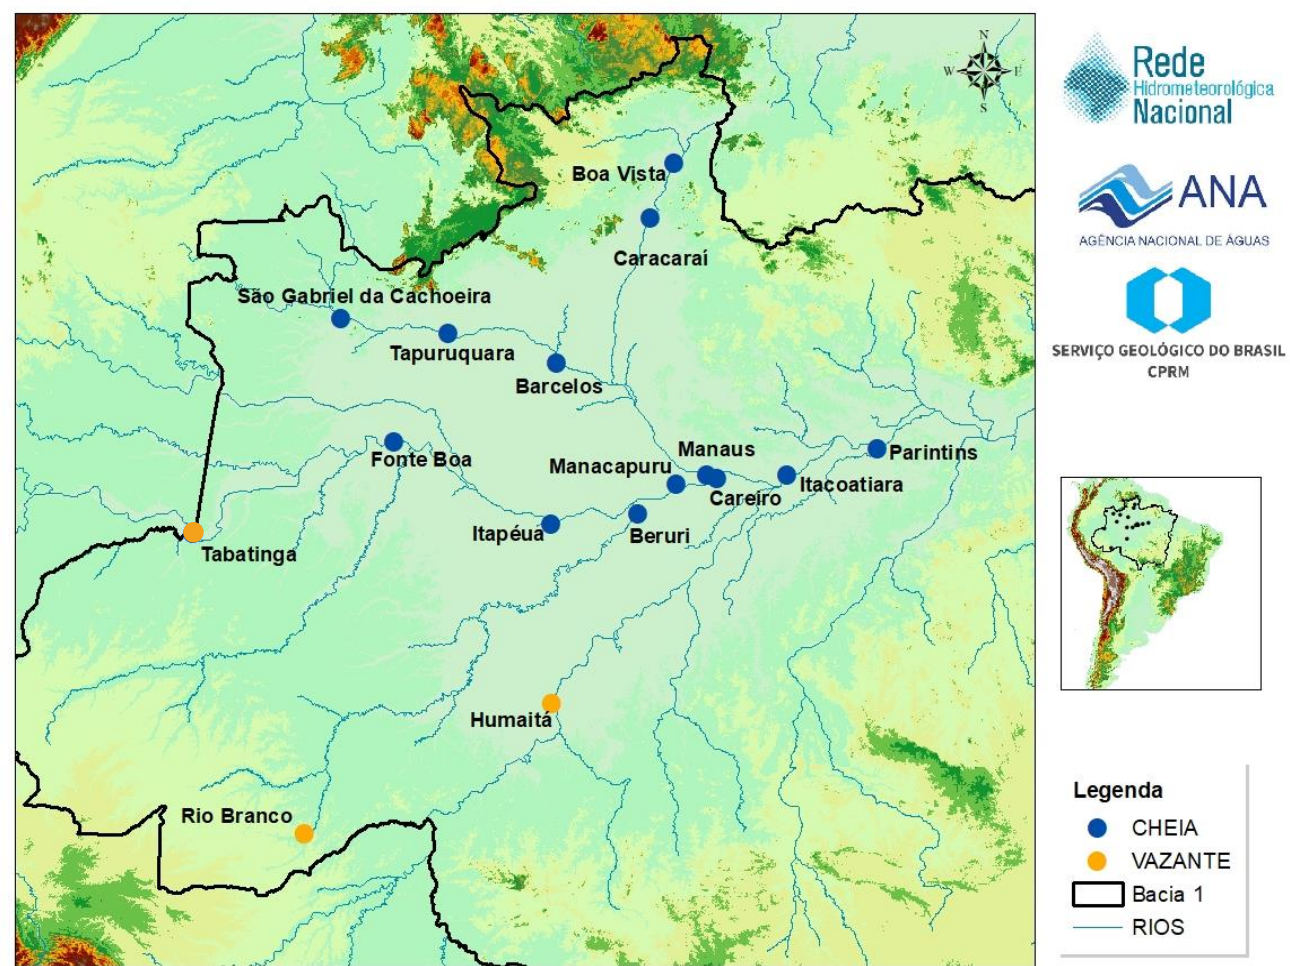 N
W
E
S
Boa Vista
Caracaraí
São Gabriel da Cachoeira
Tapuruquara
Barcelos
Fonte Boa
Manaus
Manacapuru
Careiro
Parintins
Itacoatiara
Itapéuá
Beruri
Tabatinga
Humaitá
Rio Branco
Rede
Hidrometeorológica
Nacional
ANA
AGÊNCIA NACIONAL DE ÁGUAS
SERVIÇO GEOLÓGICO DO BRASIL
CPRM
Legenda
CHEIA
VAZANTE
Bacia 1
RIOS